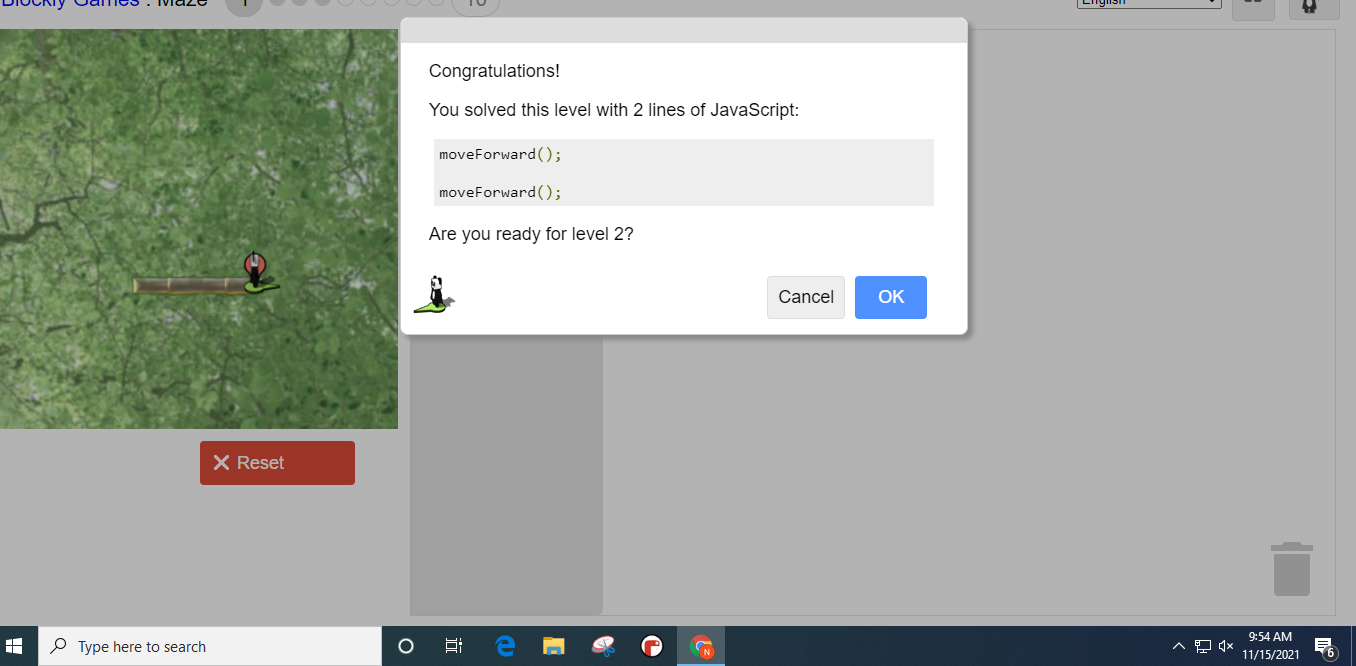 Blockly Games : Maze 1 10
English
Congratulations!
You solved this level with 2 lines of JavaScript:
moveForward();
moveForward();
Are you ready for level 2?
Cancel
OK
Reset
Type here to search
N
9:54 AM
11/15/2021
6